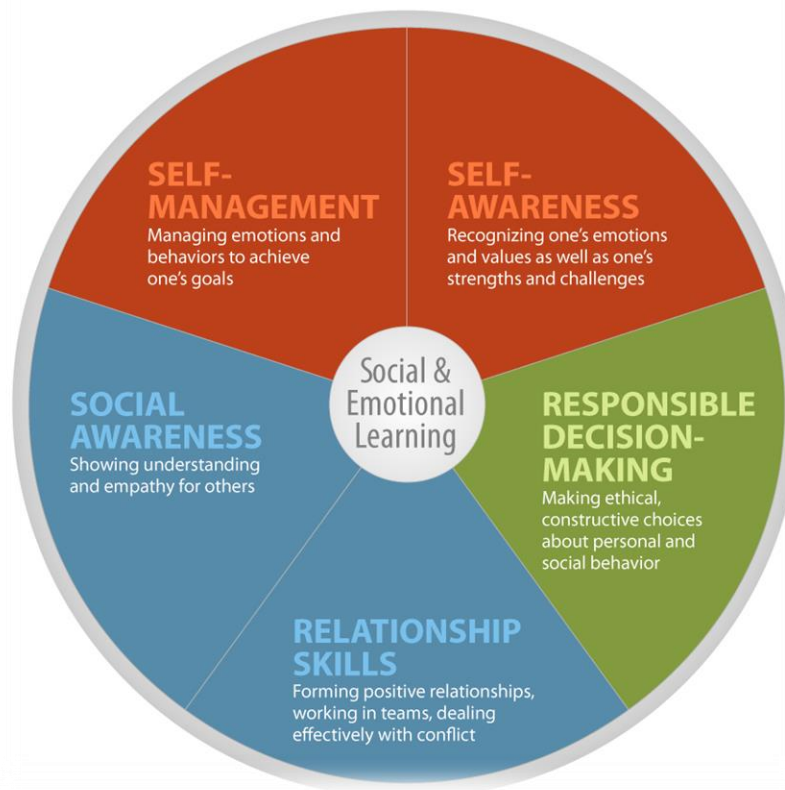 SELF-
MANAGEMENT
Managing emotions and
behaviors to achieve
one’s goals
SELF-
AWARENESS
Recognizing one’s emotions
and values as well as one’s
strengths and challenges
Social &
Emotional
Learning
SOCIAL
AWARENESS
Showing understanding
and empathy for others
RESPONSIBLE
DECISION-
MAKING
Making ethical,
constructive choices
about personal and
social behavior
RELATIONSHIP
SKILLS
Forming positive relationships,
working in teams, dealing
effectively with conflict